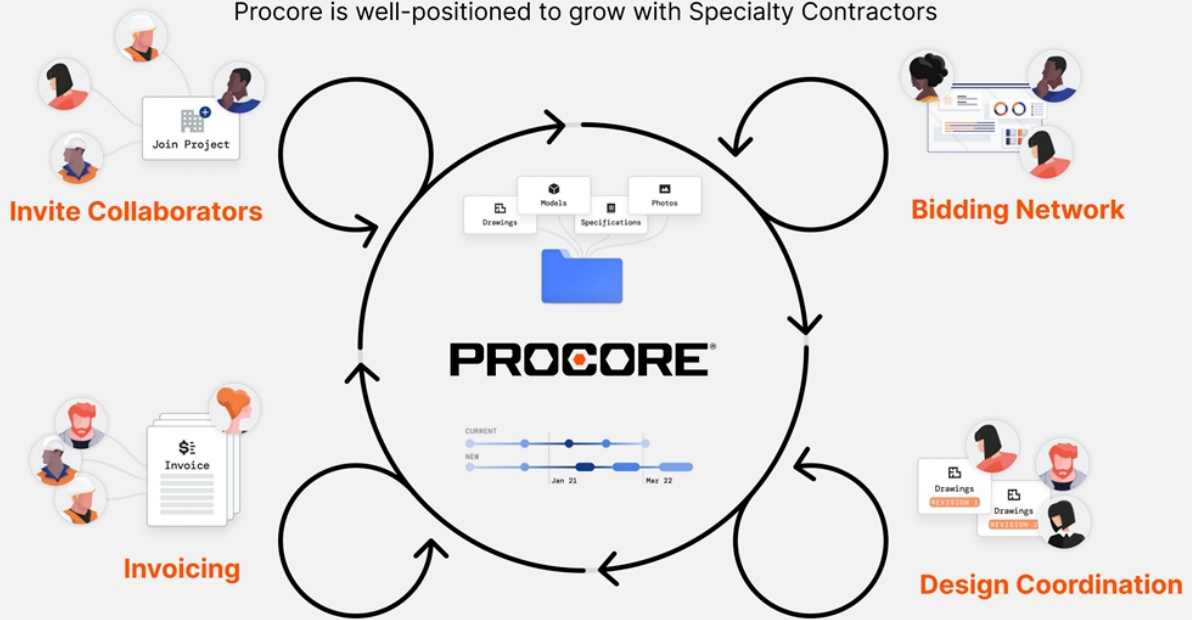 Procore is well-positioned to grow with Specialty Contractors
Join Project
Invite Collaborators
Bidding Network
Models
Photos
Drawings
Specifications
PROCORE®
CURRENT
NEW
Jan 21
Mar 22
$
Invoice
Invoicing
Drawings
REVISION 1
Drawings
REVISION 2
Design Coordination